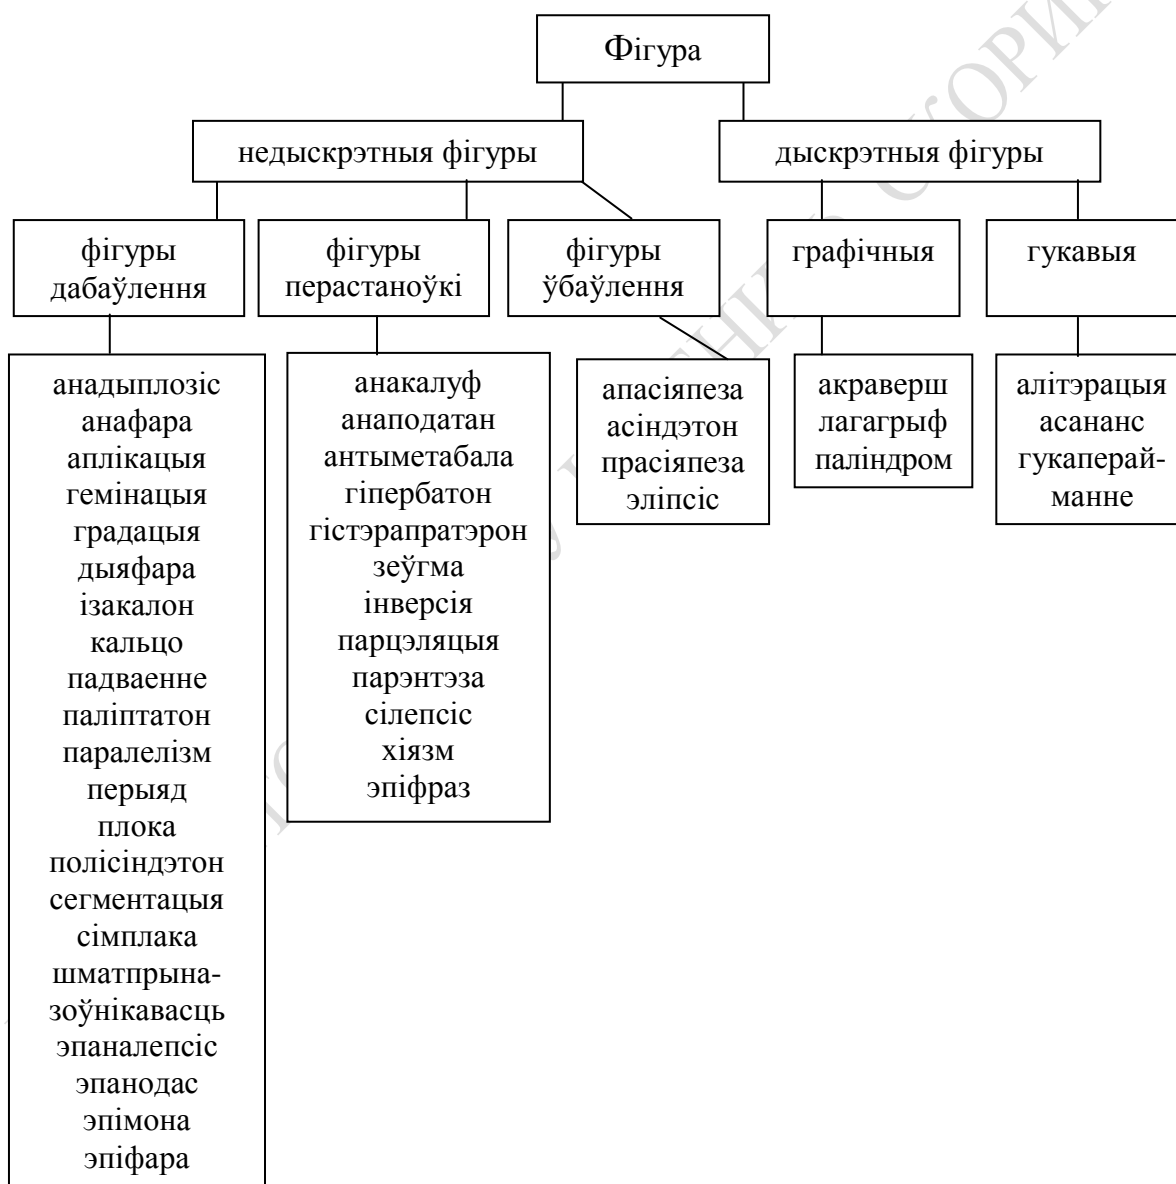 Фігура
недыскрэтныя фігуры
дыскрэтныя фігуры
фігуры
дабаўлення
фігуры
перастаноўкі
фігуры
ўбаўлення
графічныя
гукавыя
анадыплозіс
анафара
аплікацыя
гемінацыя
градацыя
дыяфара
ізакалон
кальцо
падваенне
паліптатон
паралелізм
перыяд
плока
полісіндэтон
сегментацыя
сімплака
шматпрына-
зоўнікавасць
эпаналепсіс
эпанодас
эпімона
эпіфара
анакалуф
анаподатан
антыметабала
гіпербатон
гістэрапратэрон
зеўгма
інверсія
парцэляцыя
парэнтэза
сілепсіс
хіязм
эпіфраз
апасіяпеза
асіндэтон
прасіяпеза
эліпсіс
акраверш
лагагрыф
паліндром
алітэрацыя
асананс
гукаперай-
манне